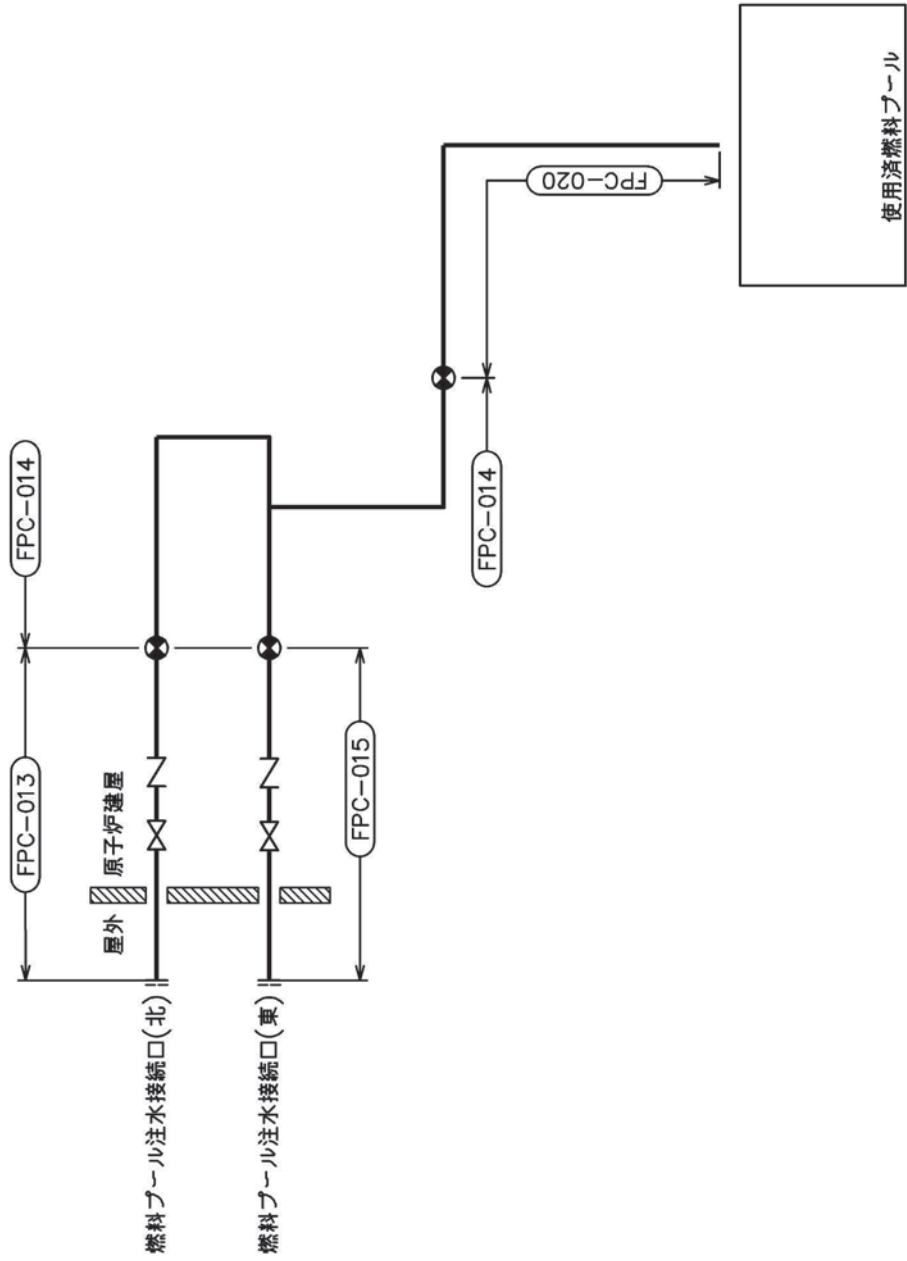 燃料プール注水接続口(北)
燃料プール注水接続口(東)
屋外
原子炉建屋
FPC-013
FPC-014
FPC-015
FPC-014
FPC-020
使用済燃料プール